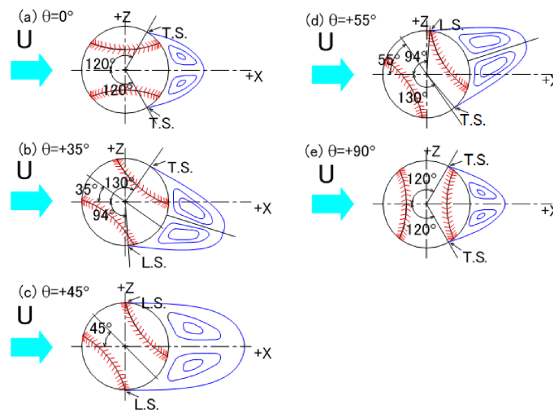 (a) θ=0°
U
+Z
T.S.
120°
120°
+X
T.S.
(b) θ=+35°
U
+Z
T.S.
35°
130°
94°
+X
L.S.
(c) θ=+45°
U
+Z
L.S.
45°
+X
L.S.
(d) θ=+55°
U
+Z
L.S.
55°
94°
130°
+X
T.S.
(e) θ=+90°
U
+Z
T.S.
120°
120°
+X
T.S.